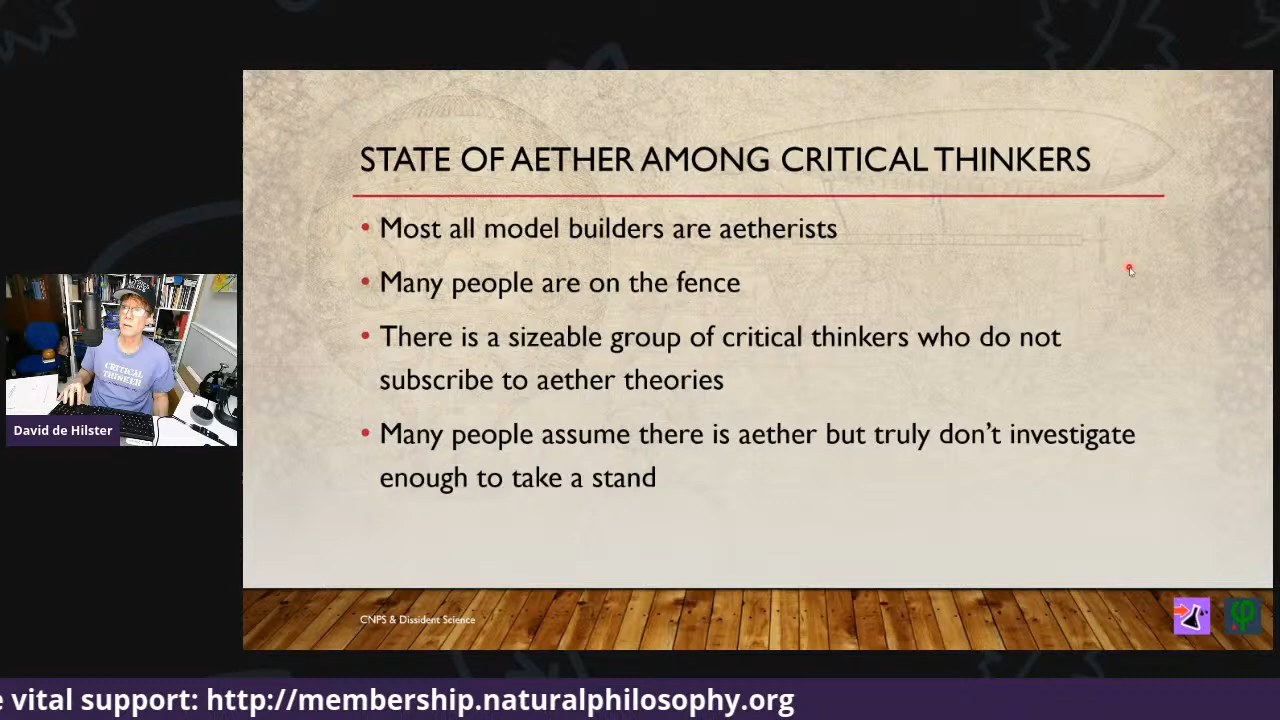 STATE OF AETHER AMONG CRITICAL THINKERS
• Most all model builders are aetherists
• Many people are on the fence
• There is a sizeable group of critical thinkers who do not
subscribe to aether theories
• Many people assume there is aether but truly don't investigate
enough to take a stand
CRITICAL
THINKER
David de Hilster
CNPS & Dissident Science
vital support: http://membership.naturalphilosophy.org